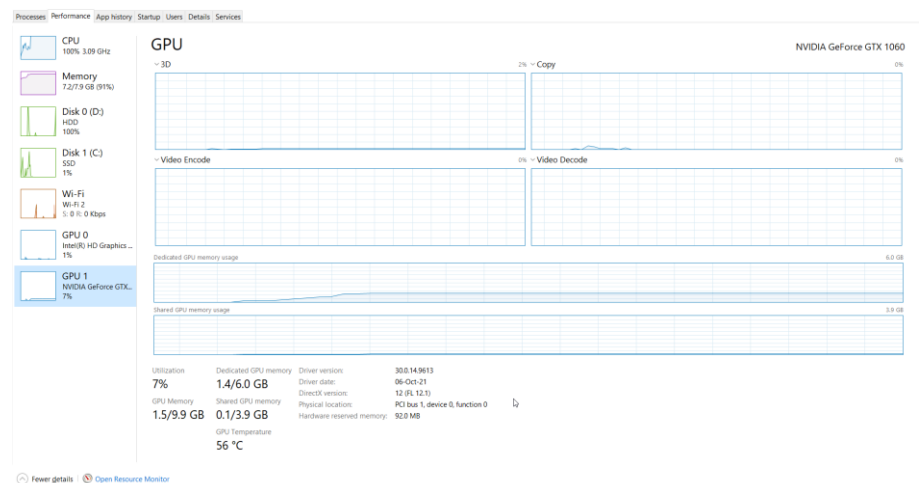 Processes Performance App history Startup Users Details Services
CPU
100% 3.09 GHz
Memory
7.2/7.9 GB (91%)
Disk 0 (D:)
HDD
100%
Disk 1 (C:)
SSD
1%
Wi-Fi
Wi-Fi 2
S: 0 R: 0 Kbps
GPU 0
Intel(R) HD Graphics ...
1%
GPU 1
NVIDIA GeForce GTX...
7%
GPU NVIDIA GeForce GTX 1060
3D 2% Copy 0%
Video Encode 0% Video Decode 0%
Dedicated GPU memory usage 6.0 GB
Shared GPU memory usage 3.9 GB
Utilization
7%
GPU Memory
1.5/9.9 GB
Dedicated GPU memory
1.4/6.0 GB
Shared GPU memory
0.1/3.9 GB
GPU Temperature
56 °C
Driver version: 30.0.14.9613
Driver date: 06-Oct-21
DirectX version: 12 (FL 12.1)
Physical location: PCI bus 1, device 0, function 0
Hardware reserved memory: 92.0 MB
Fewer details Open Resource Monitor